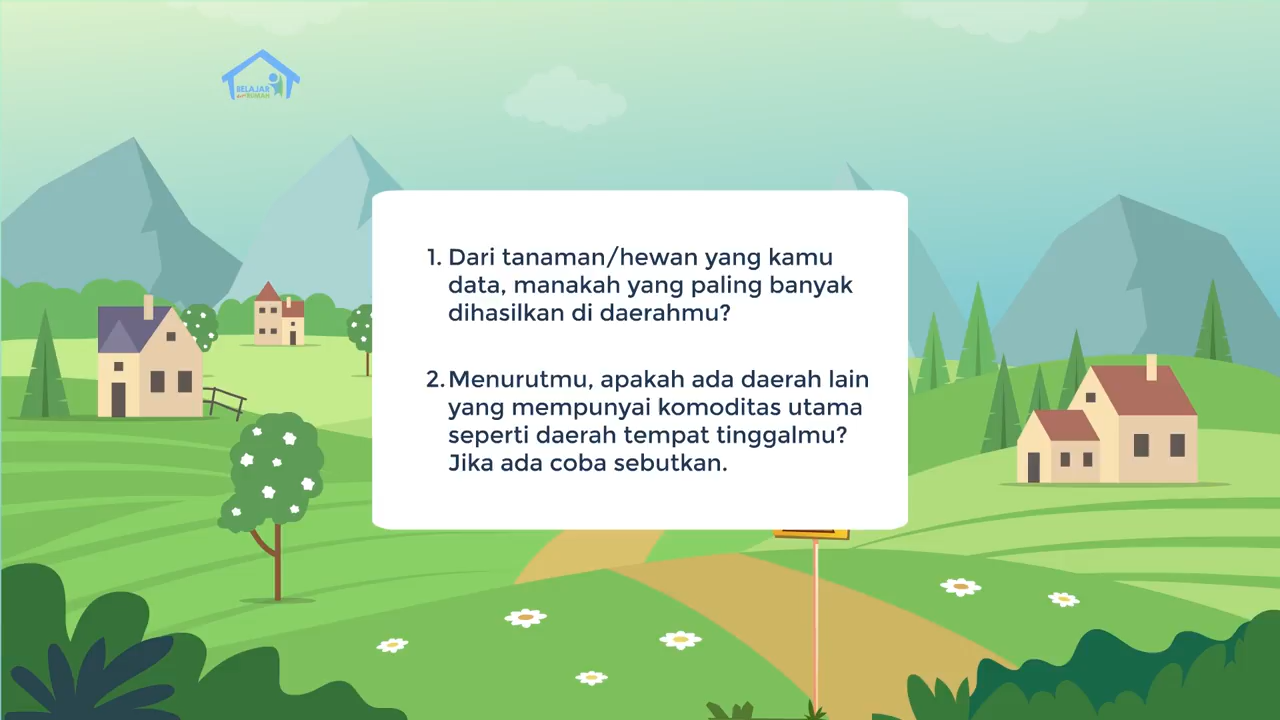 BELAJAR
dari RUMAH
1. Dari tanaman/hewan yang kamu
data, manakah yang paling banyak
dihasilkan di daerahmu?
2. Menurutmu, apakah ada daerah lain
yang mempunyai komoditas utama
seperti daerah tempat tinggalmu?
Jika ada coba sebutkan.